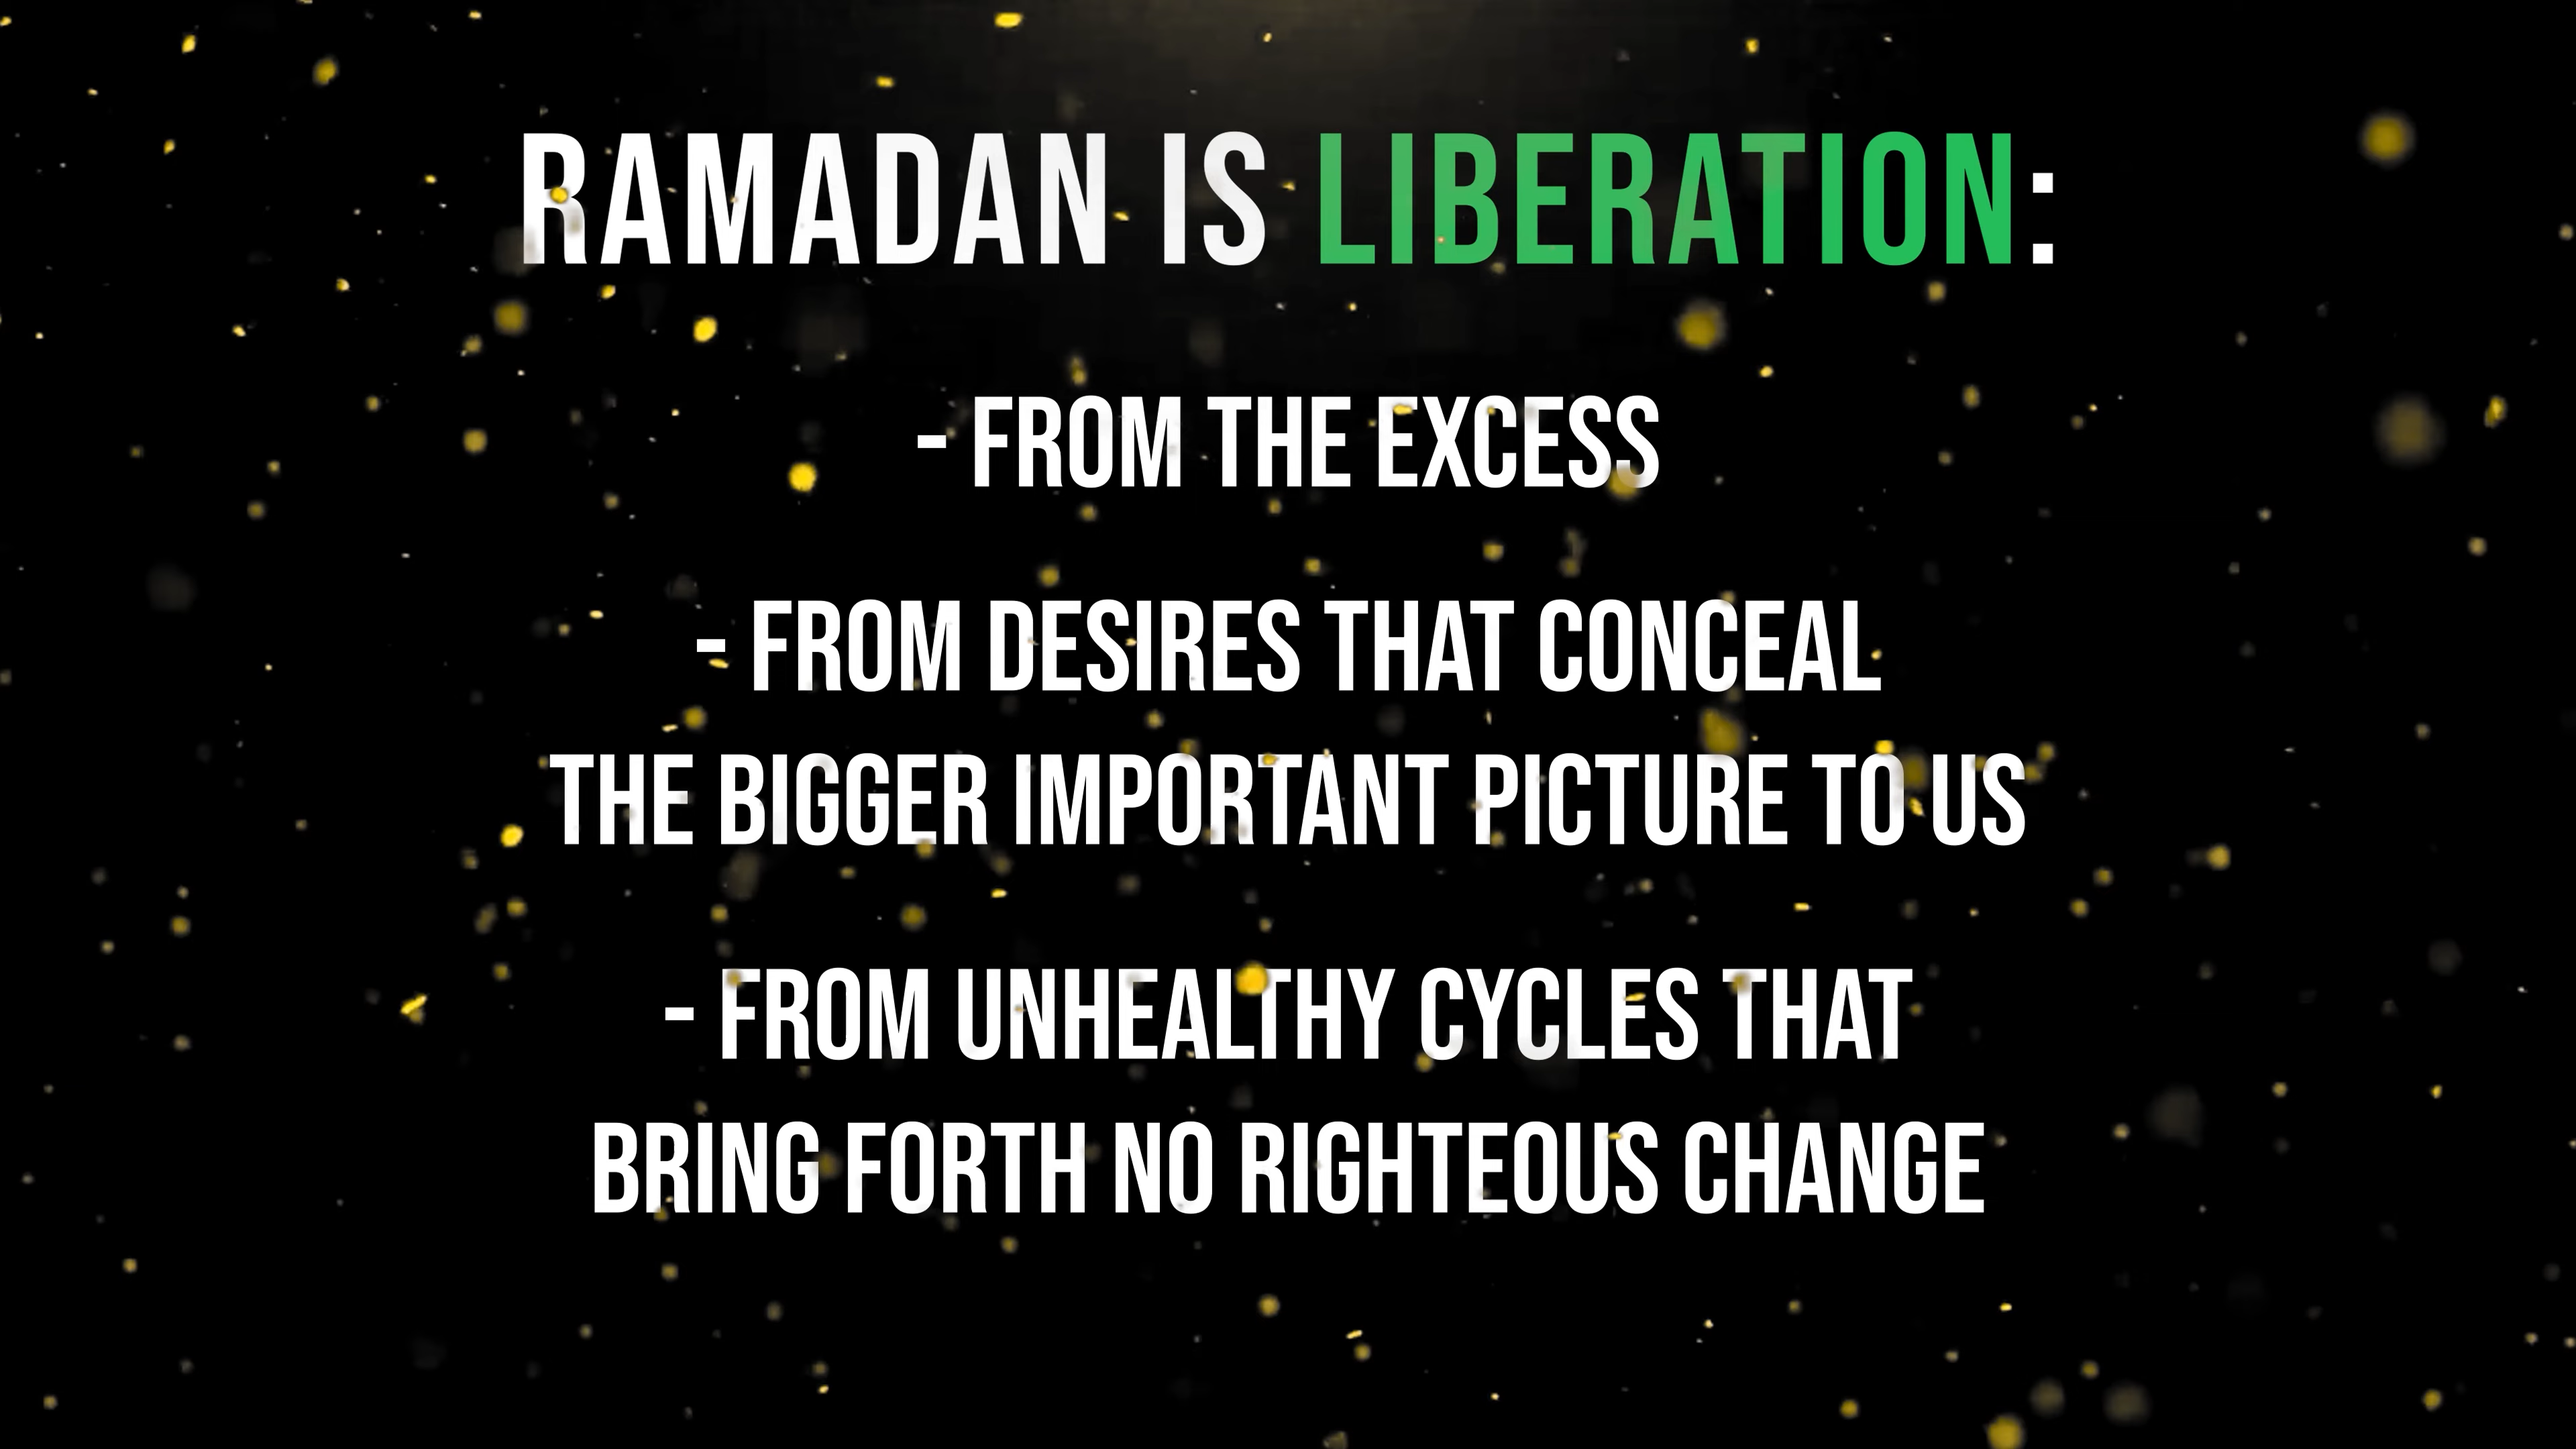 RAMADAN IS LIBERATION:
- FROM THE EXCESS
- FROM DESIRES THAT CONCEAL
THE BIGGER IMPORTANT PICTURE TO US
- FROM UNHEALTHY CYCLES THAT
BRING FORTH NO RIGHTEOUS CHANGE